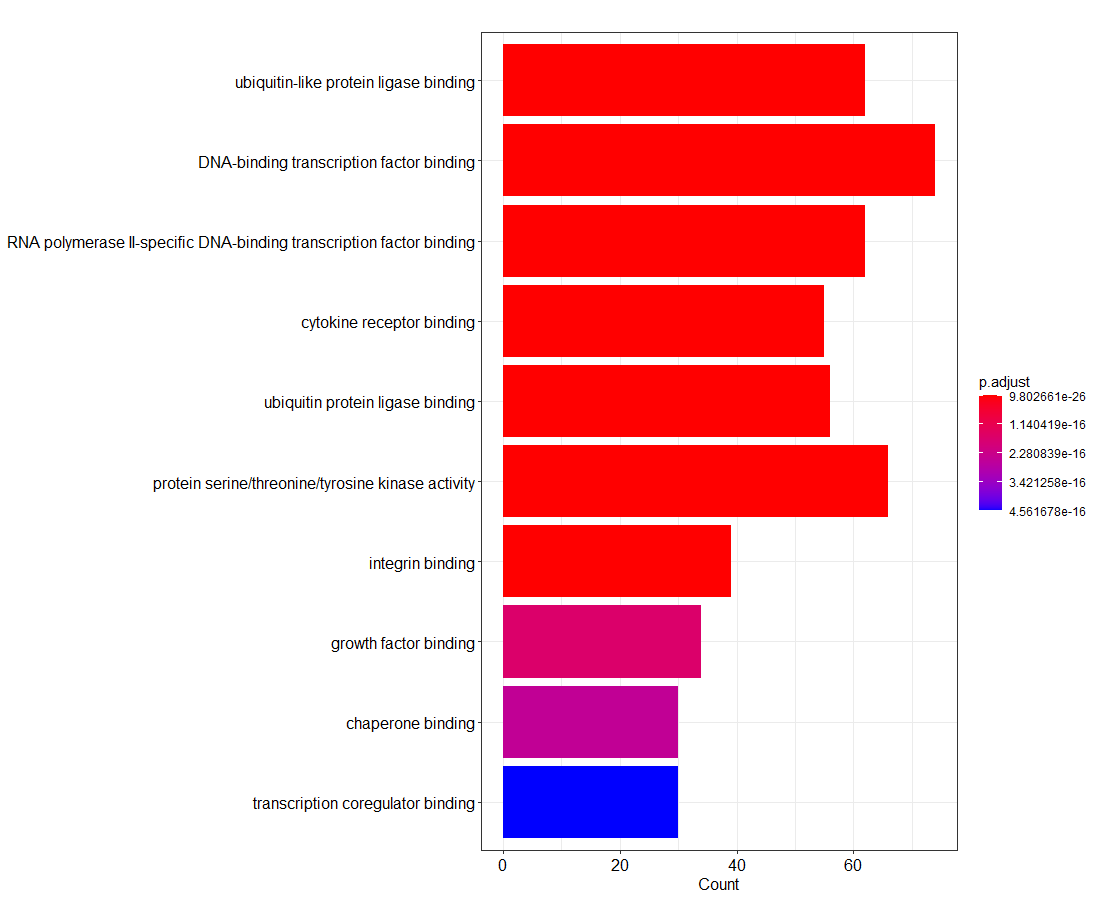 ubiquitin-like protein ligase binding
DNA-binding transcription factor binding
RNA polymerase II-specific DNA-binding transcription factor binding
cytokine receptor binding
ubiquitin protein ligase binding
protein serine/threonine/tyrosine kinase activity
integrin binding
growth factor binding
chaperone binding
transcription coregulator binding
0 20 40 60
Count
p.adjust
9.802661e-26
1.140419e-16
2.280839e-16
3.421258e-16
4.561678e-16